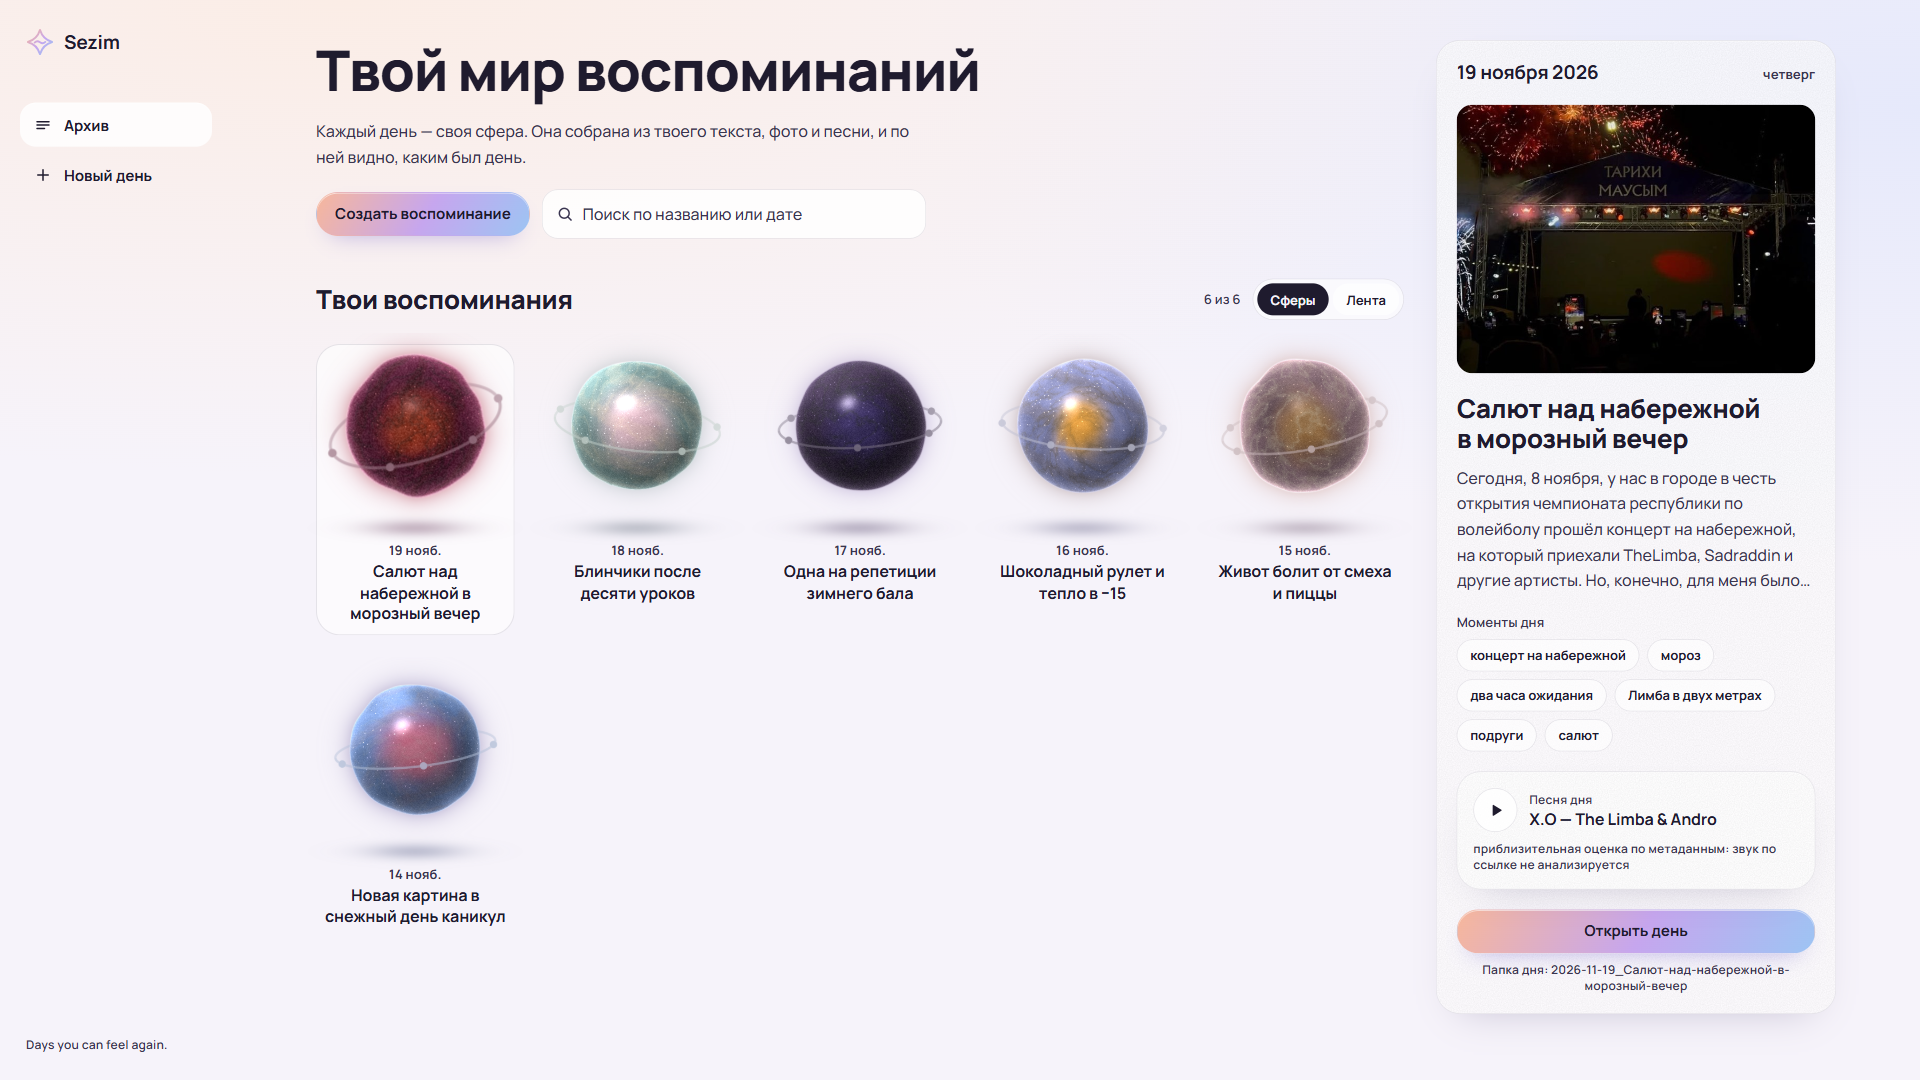 Sezim
Архив
Новый день
Твой мир воспоминаний
Каждый день — своя сфера. Она собрана из твоего текста, фото и песни, и по
ней видно, каким был день.
Создать воспоминание
Поиск по названию или дате
Твои воспоминания
6 из 6
Сферы
Лента
19 нояб.
Салют над
набережной в
морозный вечер
18 нояб.
Блинчики после
десяти уроков
17 нояб.
Одна на репетиции
зимнего бала
16 нояб.
Шоколадный рулет и
тепло в −15
15 нояб.
Живот болит от смеха
и пиццы
14 нояб.
Новая картина в
снежный день каникул
19 ноября 2026
четверг
ТАРИХИ
МАУСЫМ
Салют над набережной
в морозный вечер
Сегодня, 8 ноября, у нас в городе в честь
открытия чемпионата республики по
волейболу прошёл концерт на набережной,
на который приехали TheLimba, Sadraddin и
другие артисты. Но, конечно, для меня было…
Моменты дня
концерт на набережной
мороз
два часа ожидания
Лимба в двух метрах
подруги
салют
Песня дня
X.O — The Limba & Andro
приблизительная оценка по метаданным: звук по
ссылке не анализируется
Открыть день
Папка дня: 2026-11-19_Салют-над-набережной-в-
морозный-вечер
Days you can feel again.